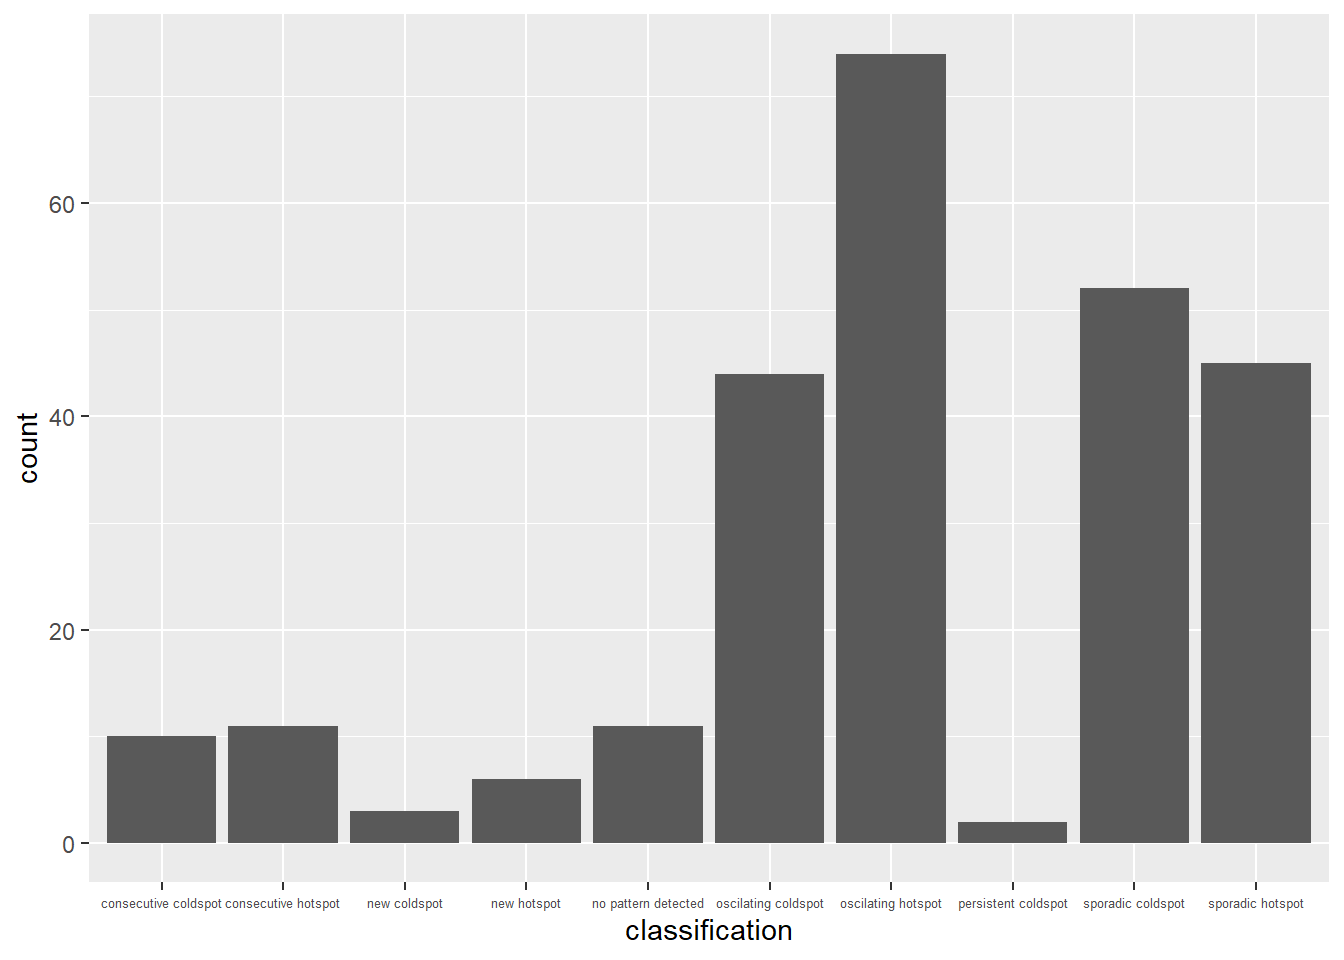 count
60
40
20
0
consecutive coldspot consecutive hotspot new coldspot new hotspot no pattern detected oscilating coldspot oscilating hotspot persistent coldspot sporadic coldspot sporadic hotspot
classification